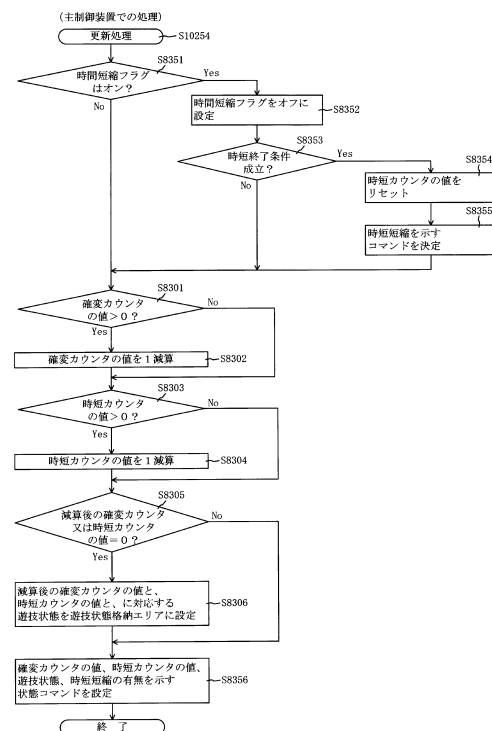 (主制御装置での処理)
更新処理
S10254
S8351
時間短縮フラグ
はオン?
Yes
No
時間短縮フラグをオフに
設定
S8352
S8353
時短終了条件
成立?
Yes
No
S8354
時短カウンタの値を
リセット
S8355
時短短縮を示す
コマンドを決定
S8301
確変カウンタ
の値>0?
No
Yes
確変カウンタの値を1減算
S8302
S8303
時短カウンタ
の値>0?
No
Yes
時短カウンタの値を1減算
S8304
S8305
減算後の確変カウンタ
又は時短カウンタ
の値=0?
No
Yes
減算後の確変カウンタの値と、
時短カウンタの値と、に対応する
遊技状態を遊技状態格納エリアに設定
S8306
確変カウンタの値、時短カウンタの値、
遊技状態、時短短縮の有無を示す
状態コマンドを設定
S8356
終了